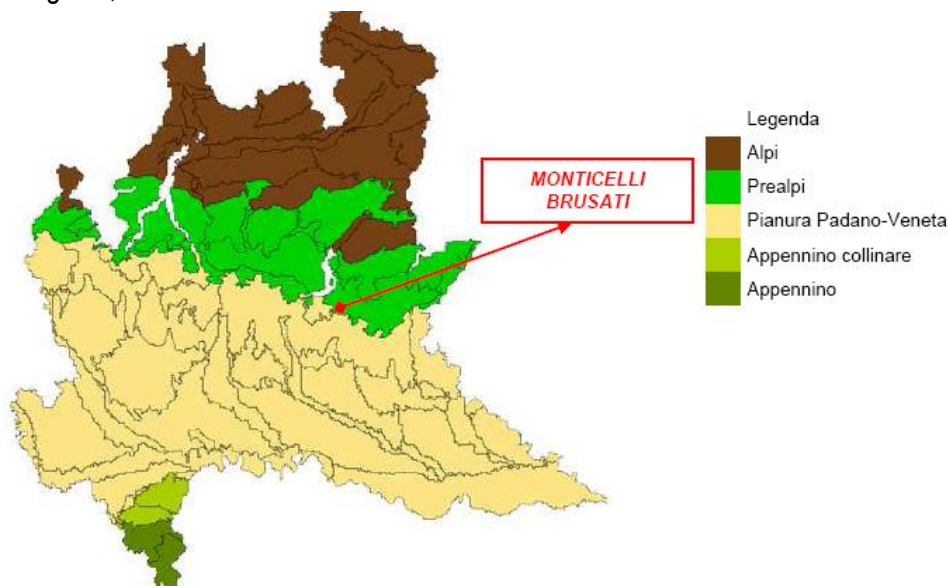 MONTICELLI
BRUSATI
Legenda
Alpi
Prealpi
Pianura Padano-Veneta
Appennino collinare
Appennino